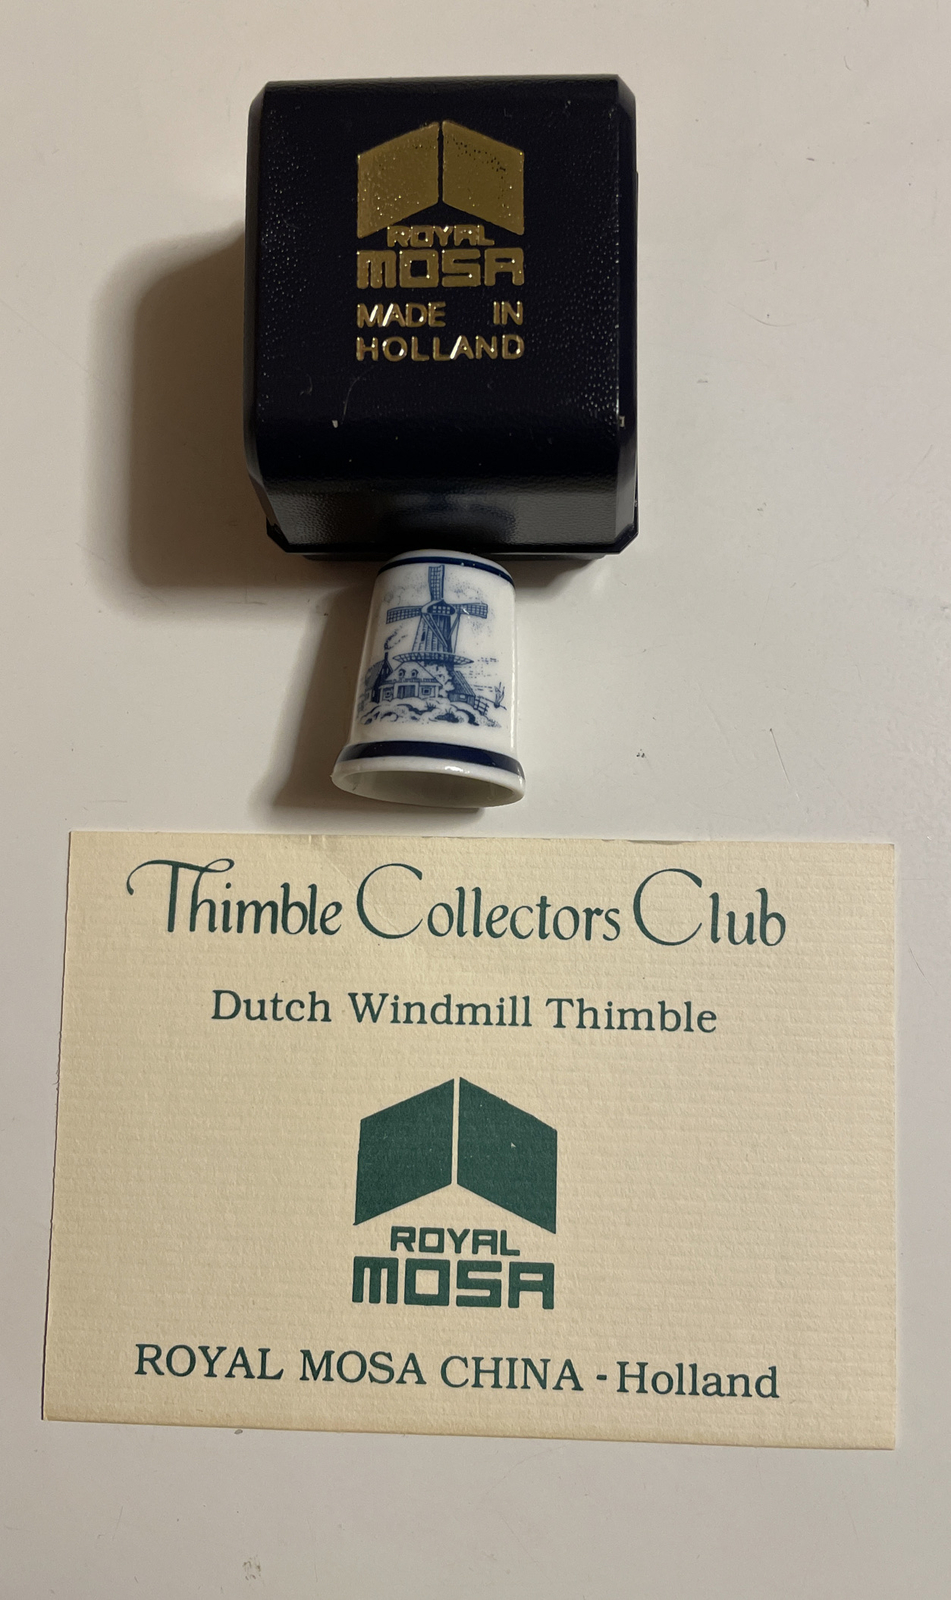 ROYAL
MOSA
MADE IN
HOLLAND
Thimble Collectors Club
Dutch Windmill Thimble
ROYAL
MOSA
ROYAL MOSA CHINA - Holland